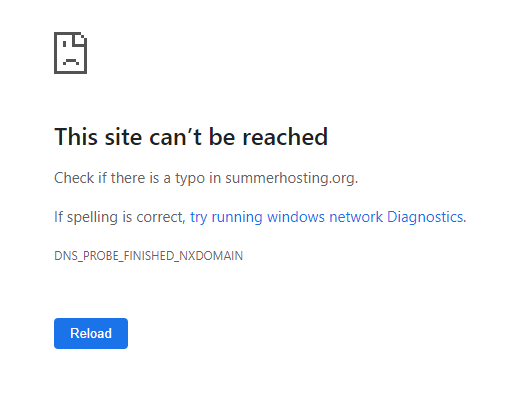 This site can’t be reached
Check if there is a typo in summerhosting.org.
If spelling is correct, try running windows network Diagnostics.
DNS_PROBE_FINISHED_NXDOMAIN
Reload